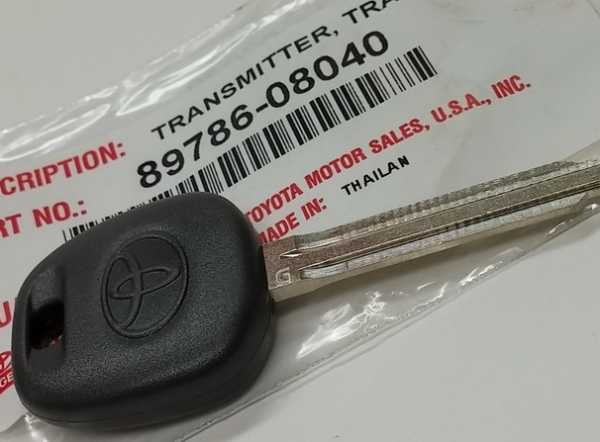 TRANSMITTER, TRA
CRIPTION:
89786-08040
RT NO.:
TOYOTA MOTOR SALES, U.S.A., INC.
MADE IN: THAILAN
G